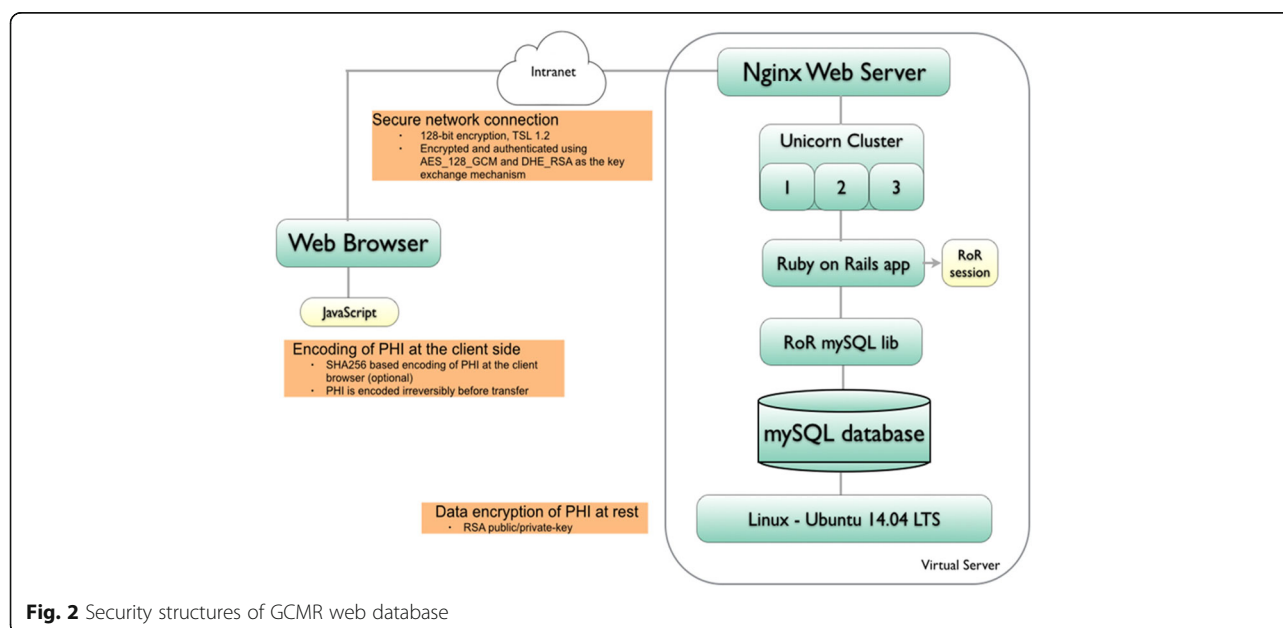 Intranet
Nginx Web Server
Secure network connection
· 128-bit encryption, TSL 1.2
· Encrypted and authenticated using
AES_128_GCM and DHE_RSA as the key
exchange mechanism
Unicorn Cluster
1 2 3
Web Browser
Ruby on Rails app
RoR
session
JavaScript
Encoding of PHI at the client side
· SHA256 based encoding of PHI at the client
browser (optional)
· PHI is encoded irreversibly before transfer
RoR mySQL lib
mySQL database
Data encryption of PHI at rest
· RSA public/private-key
Linux - Ubuntu 14.04 LTS
Virtual Server
Fig. 2 Security structures of GCMR web database